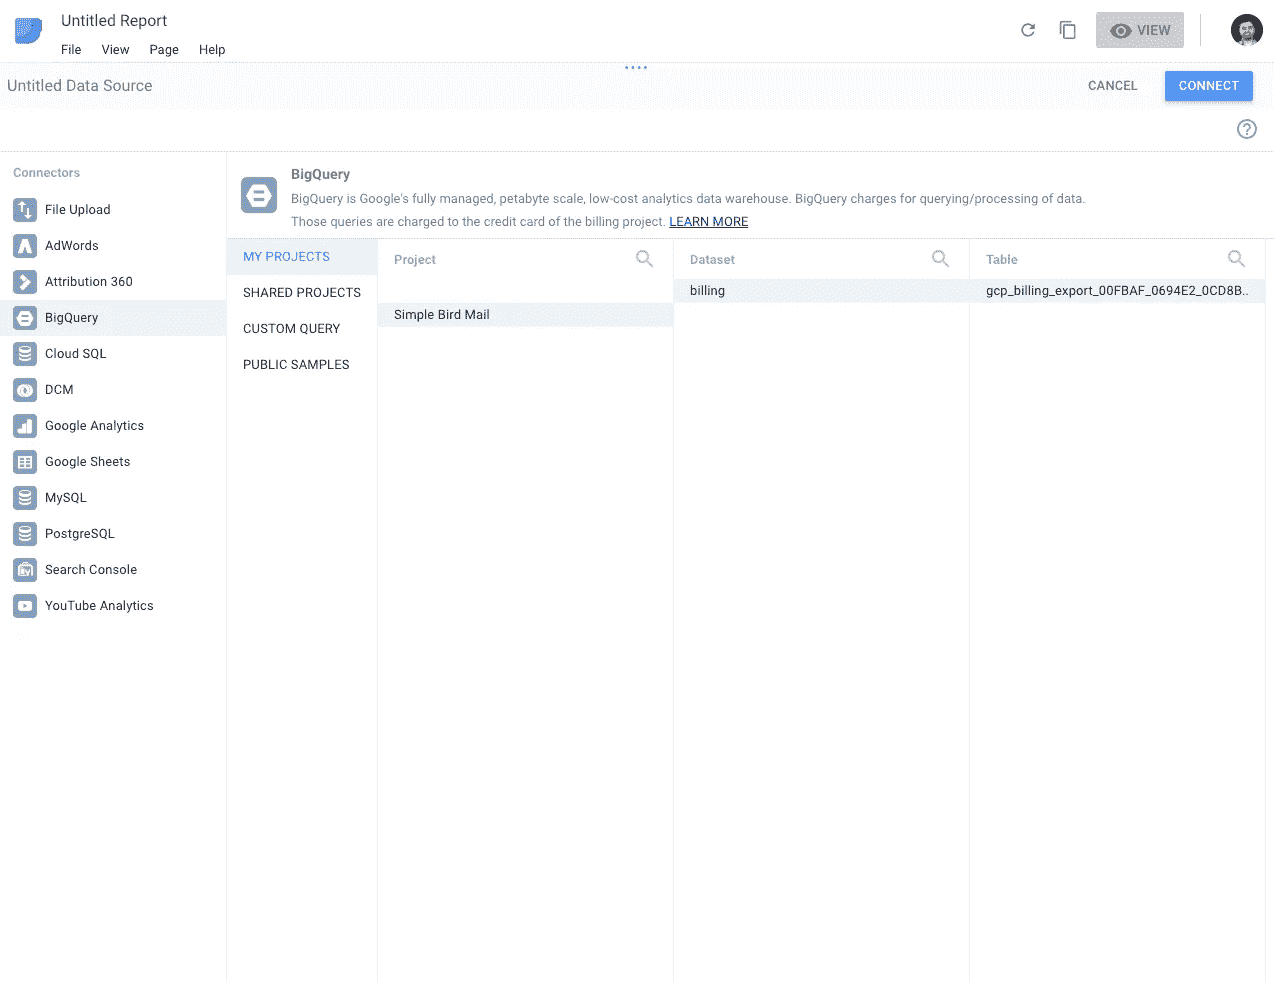 Untitled Report
File View Page Help
VIEW
Untitled Data Source
CANCEL
CONNECT
Connectors
File Upload
AdWords
Attribution 360
BigQuery
Cloud SQL
DCM
Google Analytics
Google Sheets
MySQL
PostgreSQL
Search Console
YouTube Analytics
BigQuery
BigQuery is Google's fully managed, petabyte scale, low-cost analytics data warehouse. BigQuery charges for querying/processing of data.
Those queries are charged to the credit card of the billing project. LEARN MORE
MY PROJECTS
SHARED PROJECTS
CUSTOM QUERY
PUBLIC SAMPLES
Project
Simple Bird Mail
Dataset
billing
Table
gcp_billing_export_00FBAF_0694E2_0CD8B..